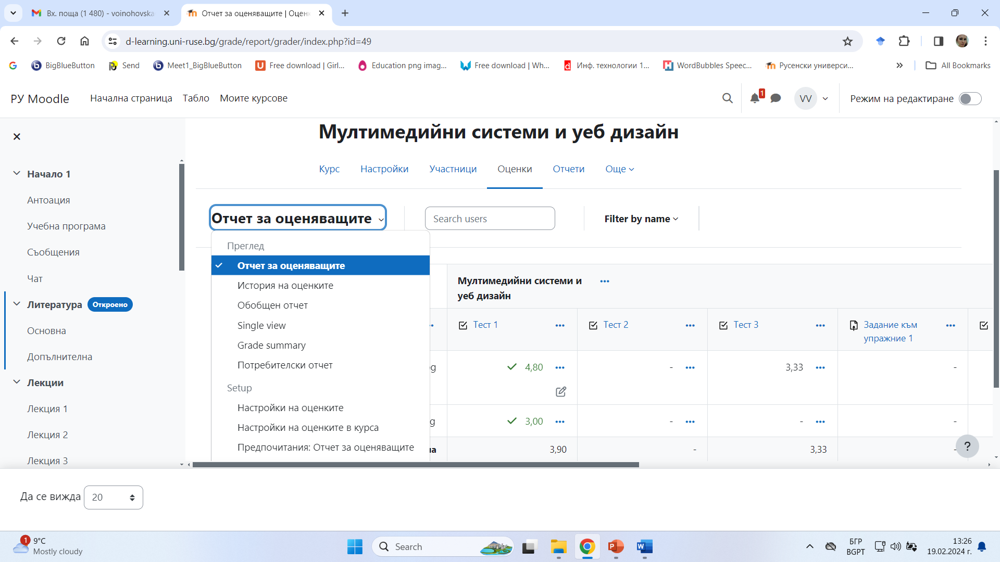 Вх. поща (1 480) - voinohovska
Отчет за оценяващите | Оцен
d-learning.uni-ruse.bg/grade/report/grader/index.php?id=49
BigBlueButton
Send
Meet1_BigBlueButton
Free download | Girl...
Education png imag...
Free download | Wh...
Инф. технологии 1...
WordBubbles Speec...
Русенски универси...
All Bookmarks
РУ Moodle
Начална страница
Табло
Моите курсове
1
VV
Режим на редактиране
Мултимедийни системи и уеб дизайн
Курс
Настройки
Участници
Оценки
Отчети
Още
Начало 1
Антоация
Учебна програма
Съобщения
Чат
Литература
Откроено
Основна
Допълнителна
Лекции
Лекция 1
Лекция 2
Лекция 3
Отчет за оценяващите
Search users
Filter by name
Преглед
Отчет за оценяващите
История на оценките
Обобщен отчет
Single view
Grade summary
Потребителски отчет
Setup
Настройки на оценките
Настройки на оценките в курса
Предпочитания: Отчет за оценяващите
Мултимедийни системи и
уеб дизайн
Тест 1
Тест 2
Тест 3
Задание към
упражние 1
g
4,80
-
3,33
-
g
3,00
-
-
-
на
3,90
-
3,33
-
?
Да се вижда
20
1
9°C
Mostly cloudy
Search
БГР
BGPT
13:26
19.02.2024 г.